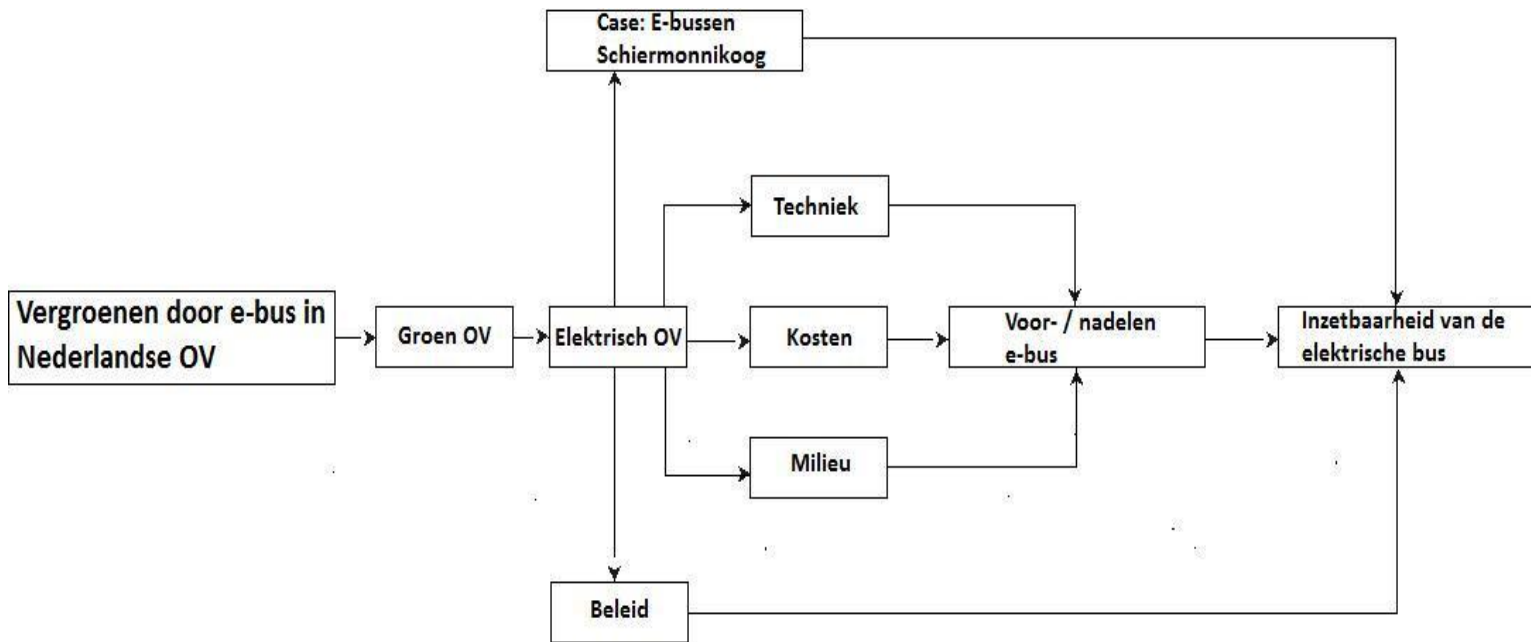 Case: E-bussen
Schiermonnikoog
Techniek
Vergroenen door e-bus in
Nederlandse OV
Groen OV
Elektrisch OV
Kosten
Voor- / nadelen
e-bus
Inzetbaarheid van de
elektrische bus
Milieu
Beleid